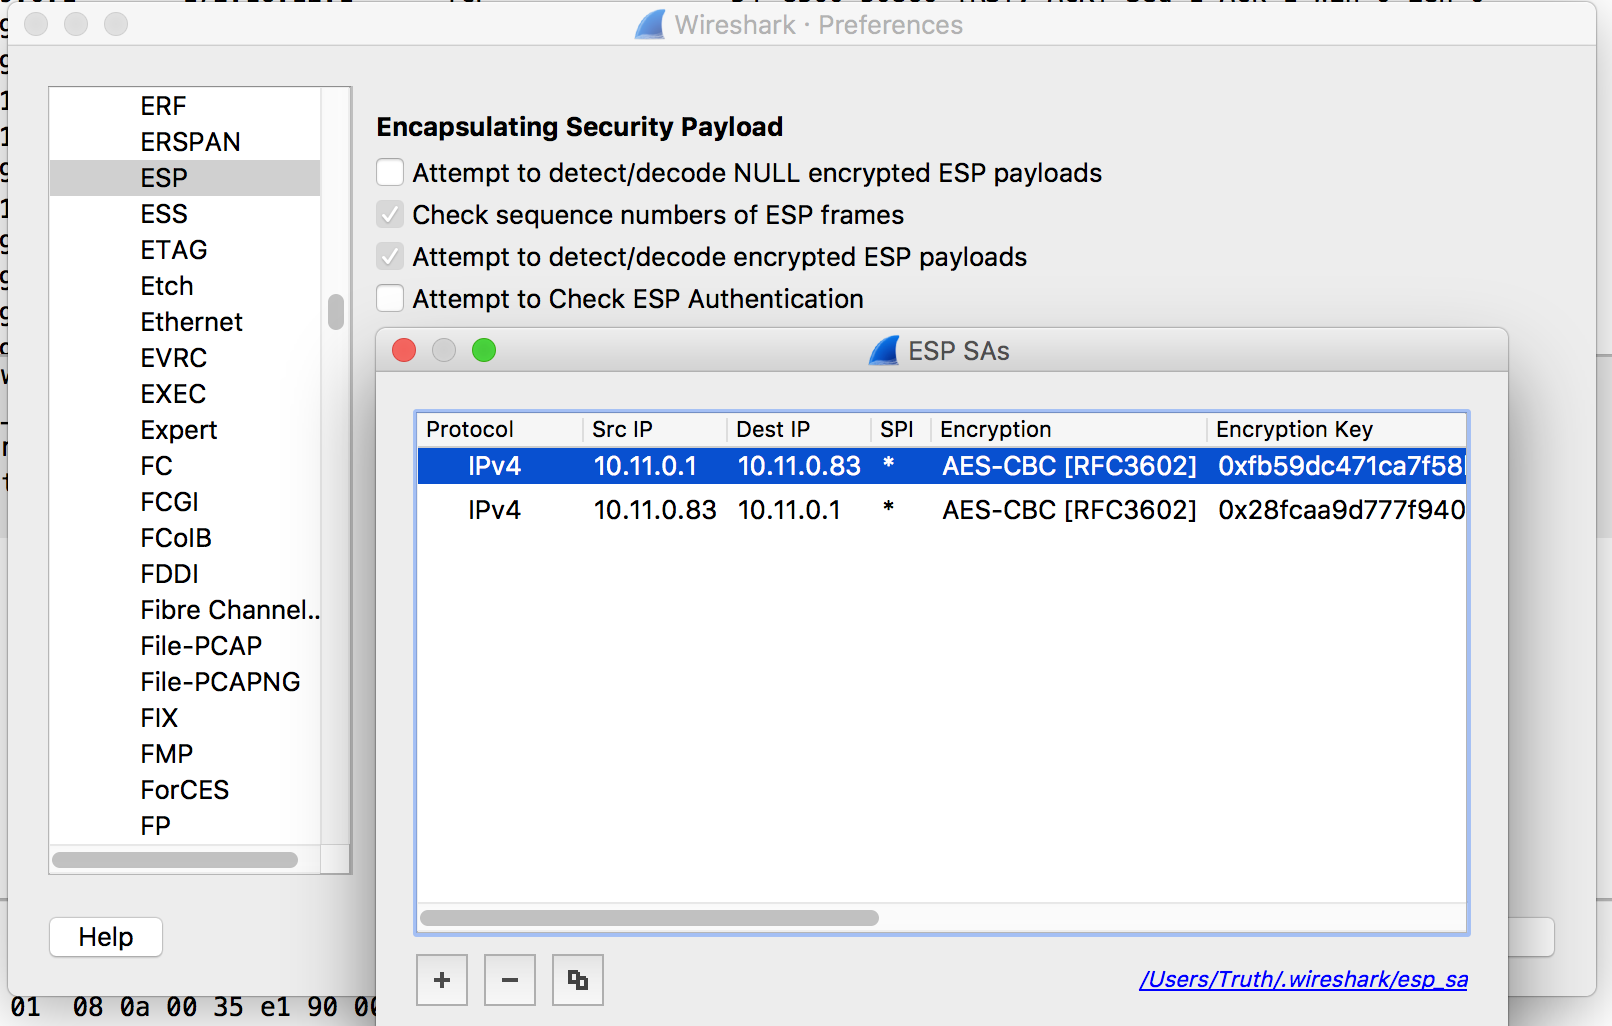 Wireshark · Preferences
ERF
ERSPAN
ESP
ESS
ETAG
Etch
Ethernet
EVRC
EXEC
Expert
FC
FCGI
FCoIB
FDDI
Fibre Channel..
File-PCAP
File-PCAPNG
FIX
FMP
ForCES
FP
Help
Encapsulating Security Payload
Attempt to detect/decode NULL encrypted ESP payloads
Check sequence numbers of ESP frames
Attempt to detect/decode encrypted ESP payloads
Attempt to Check ESP Authentication
ESP SAs
Protocol Src IP Dest IP SPI Encryption Encryption Key
IPv4 10.11.0.1 10.11.0.83 * AES-CBC [RFC3602] 0xfb59dc471ca7f58
IPv4 10.11.0.83 10.11.0.1 * AES-CBC [RFC3602] 0x28fcaa9d777f940
/Users/Truth/.wireshark/esp_sa
01 08 0a 00 35 e1 90